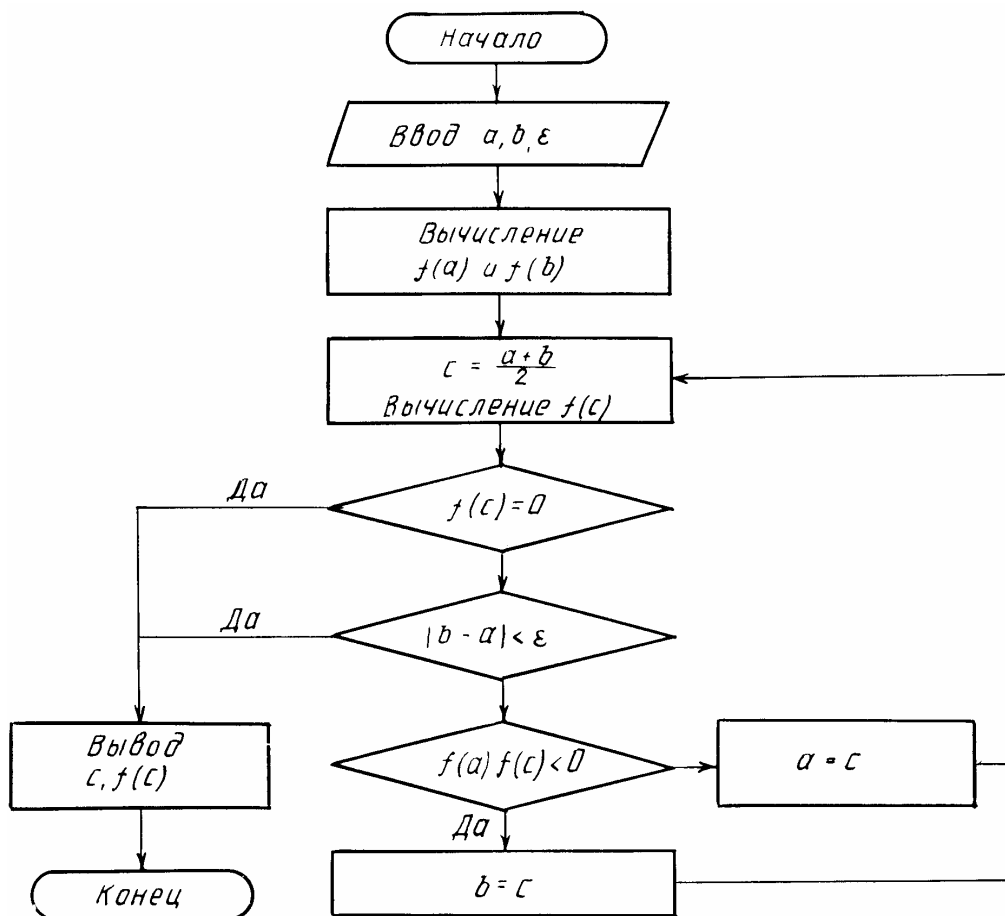 Начало
Ввод a, b, ε
Вычисление
f(a) и f(b)
c = a + b / 2
Вычисление f(c)
Да
f(c)=0
Да
|b - a| < ε
Вывод
c, f(c)
f(a) f(c) < 0
a = c
Да
b = c
Конец